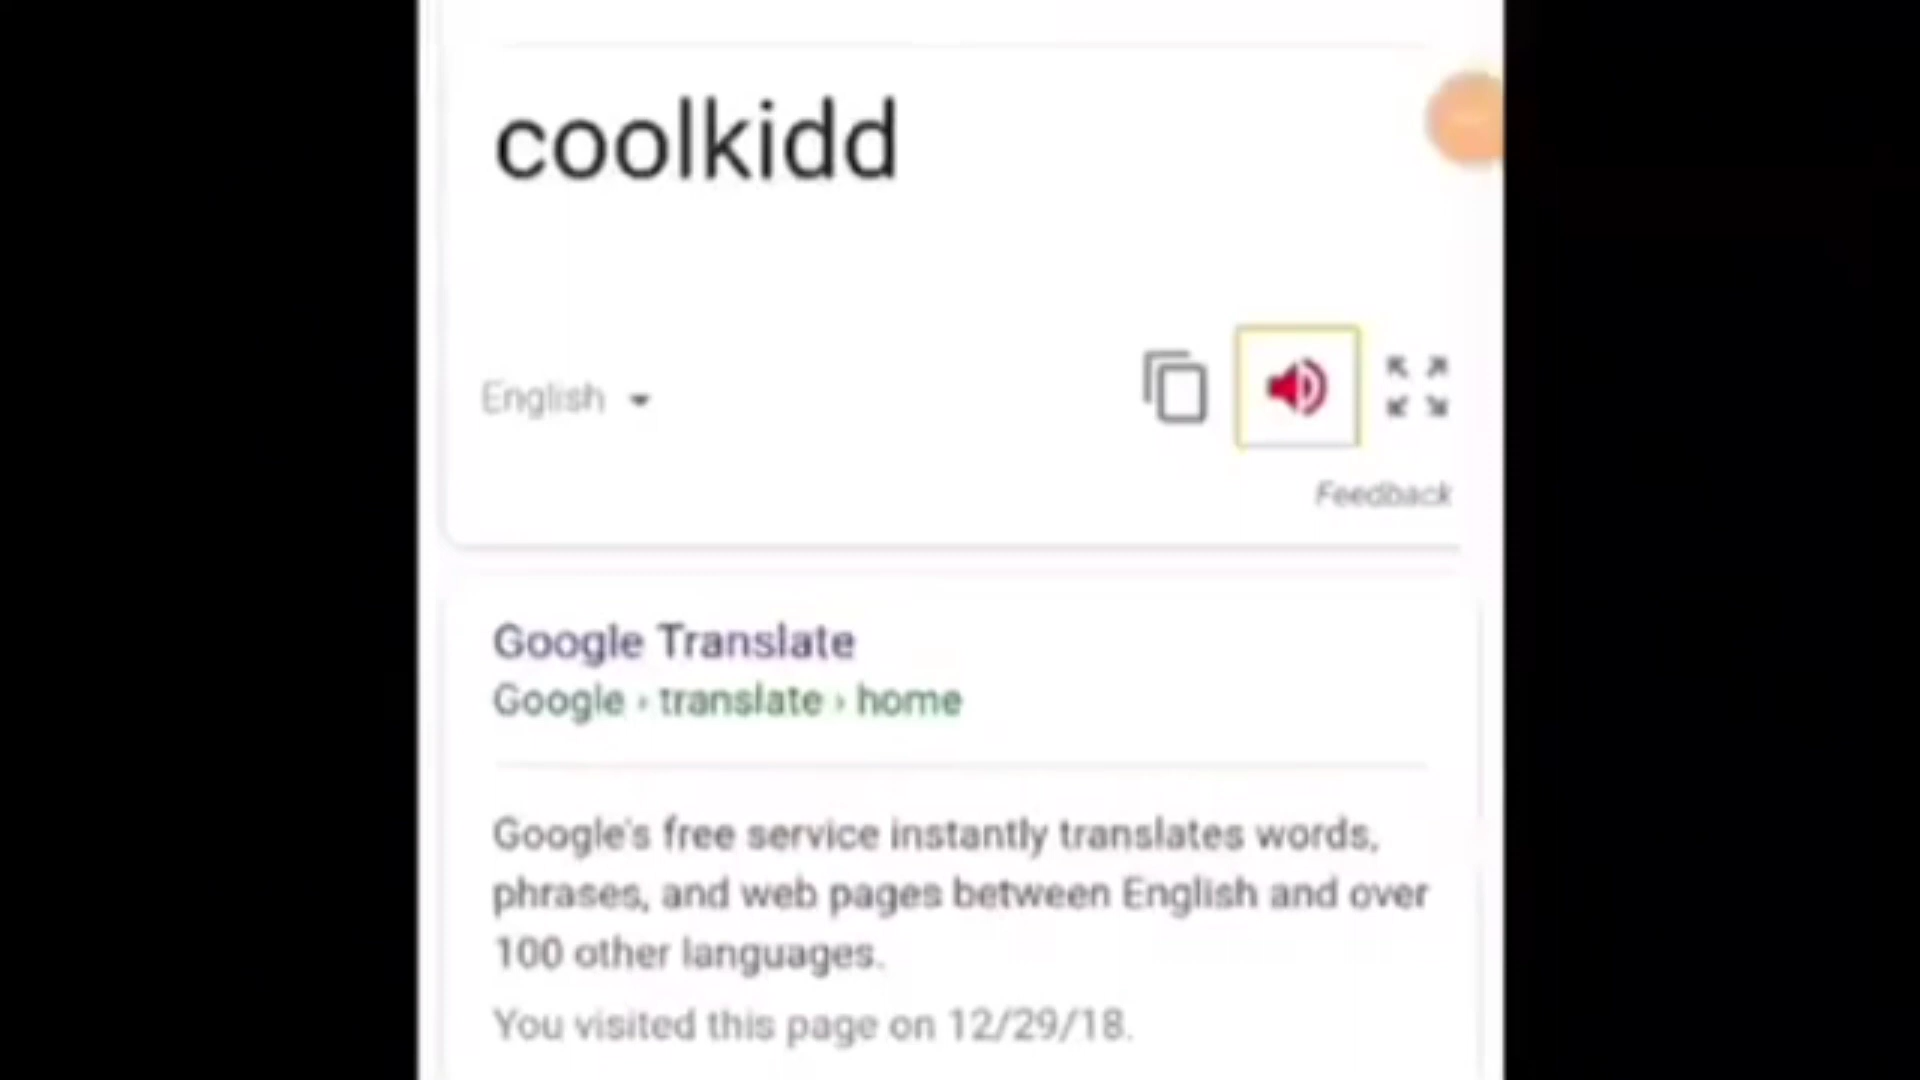 coolkidd
English
Feedback
Google Translate
Google › translate › home
Google's free service instantly translates words,
phrases, and web pages between English and over
100 other languages.
You visited this page on 12/29/18.